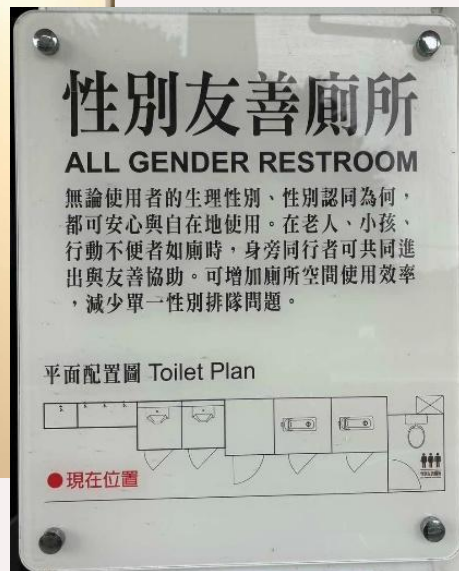 性別友善廁所
ALL GENDER RESTROOM
無論使用者的生理性別、性別認同為何，
都可安心與自在地使用。在老人、小孩、
行動不便者如廁時，身旁同行者可共同進
出與友善協助。可增加廁所空間使用效率
，減少單一性別排隊問題。
平面配置圖 Toilet Plan
●現在位置